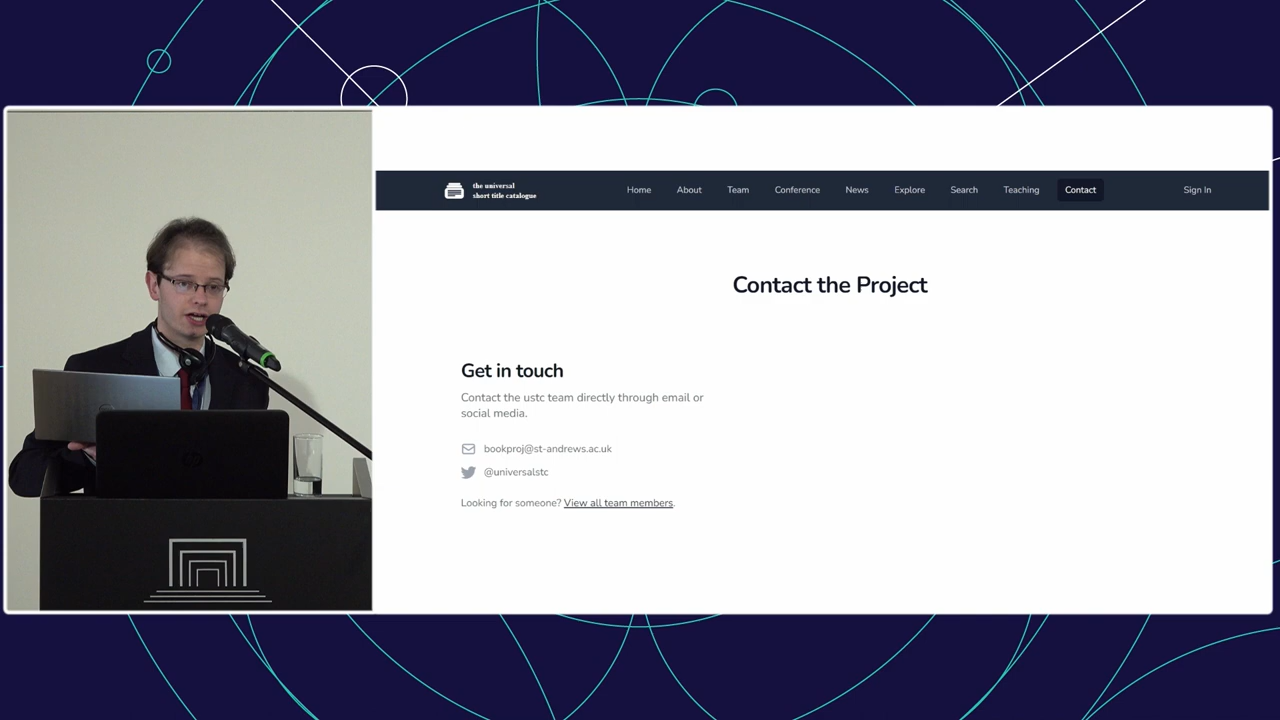 the universal
short title catalogue
Home About Team Conference News Explore Search Teaching Contact Sign In
Contact the Project
Get in touch
Contact the ustc team directly through email or
social media.
bookproj@st-andrews.ac.uk
@universalstc
Looking for someone? View all team members.